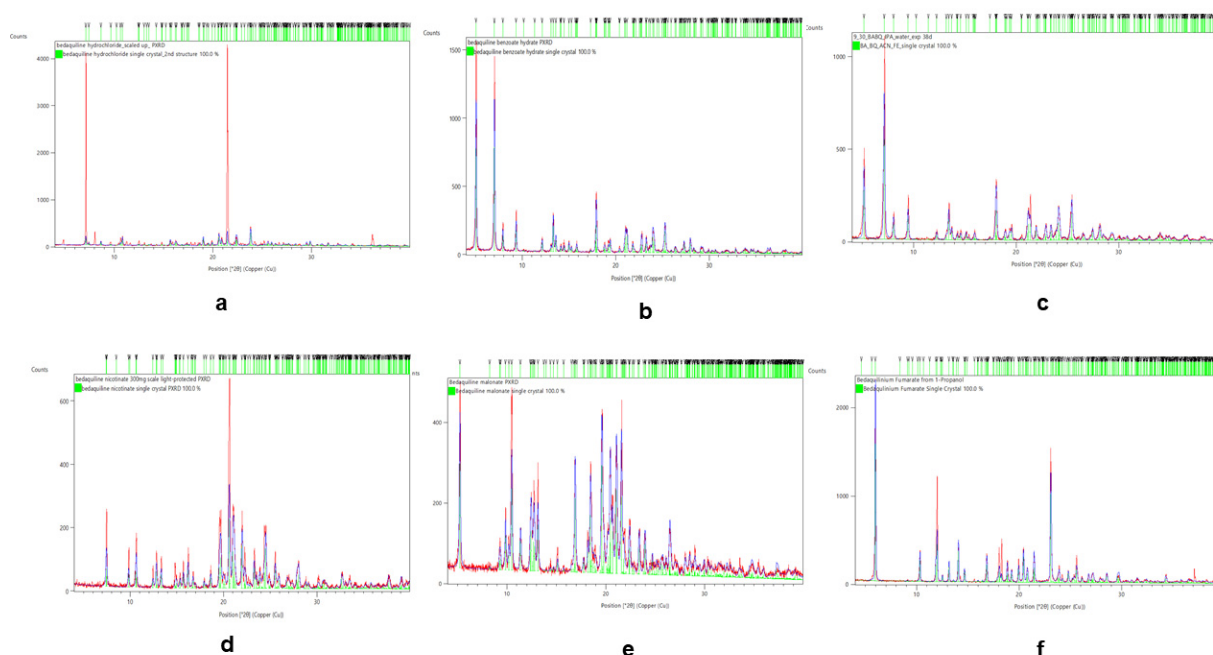 Counts
bedaquiline hydrochloride_scaled up_ PXRD
bedaquiline hydrochloride single crystal_2nd structure 100.0 %
4000
3000
2000
1000
0
10
20
30
Position [°2θ] (Copper (Cu))
a
Counts
bedaquiline benzoate hydrate PXRD
bedaquiline benzoate hydrate single crystal 100.0 %
1500
1000
500
0
10
20
30
Position [°2θ] (Copper (Cu))
b
Counts
9_30_BABQ_IPA_water_exp 38d
BA_BQ_ACN_FE_single crystal 100.0 %
1000
500
0
10
20
30
Position [°2θ] (Copper (Cu))
c
Counts
bedaquiline nicotinate 300mg scale light-protected PXRD
bedaquiline nicotinate single crystal PXRD 100.0 %
600
400
200
0
10
20
30
Position [°2θ] (Copper (Cu))
d
nts
Bedaquiline malonate PXRD
Bedaquiline malonate single crystal 100.0 %
400
200
0
10
20
30
Position [°2θ] (Copper (Cu))
e
Counts
Bedaquilinium Fumarate from 1-Propanol
Bedaquilinium Fumarate Single Crystal 100.0 %
2000
1000
0
10
20
30
Position [°2θ] (Copper (Cu))
f